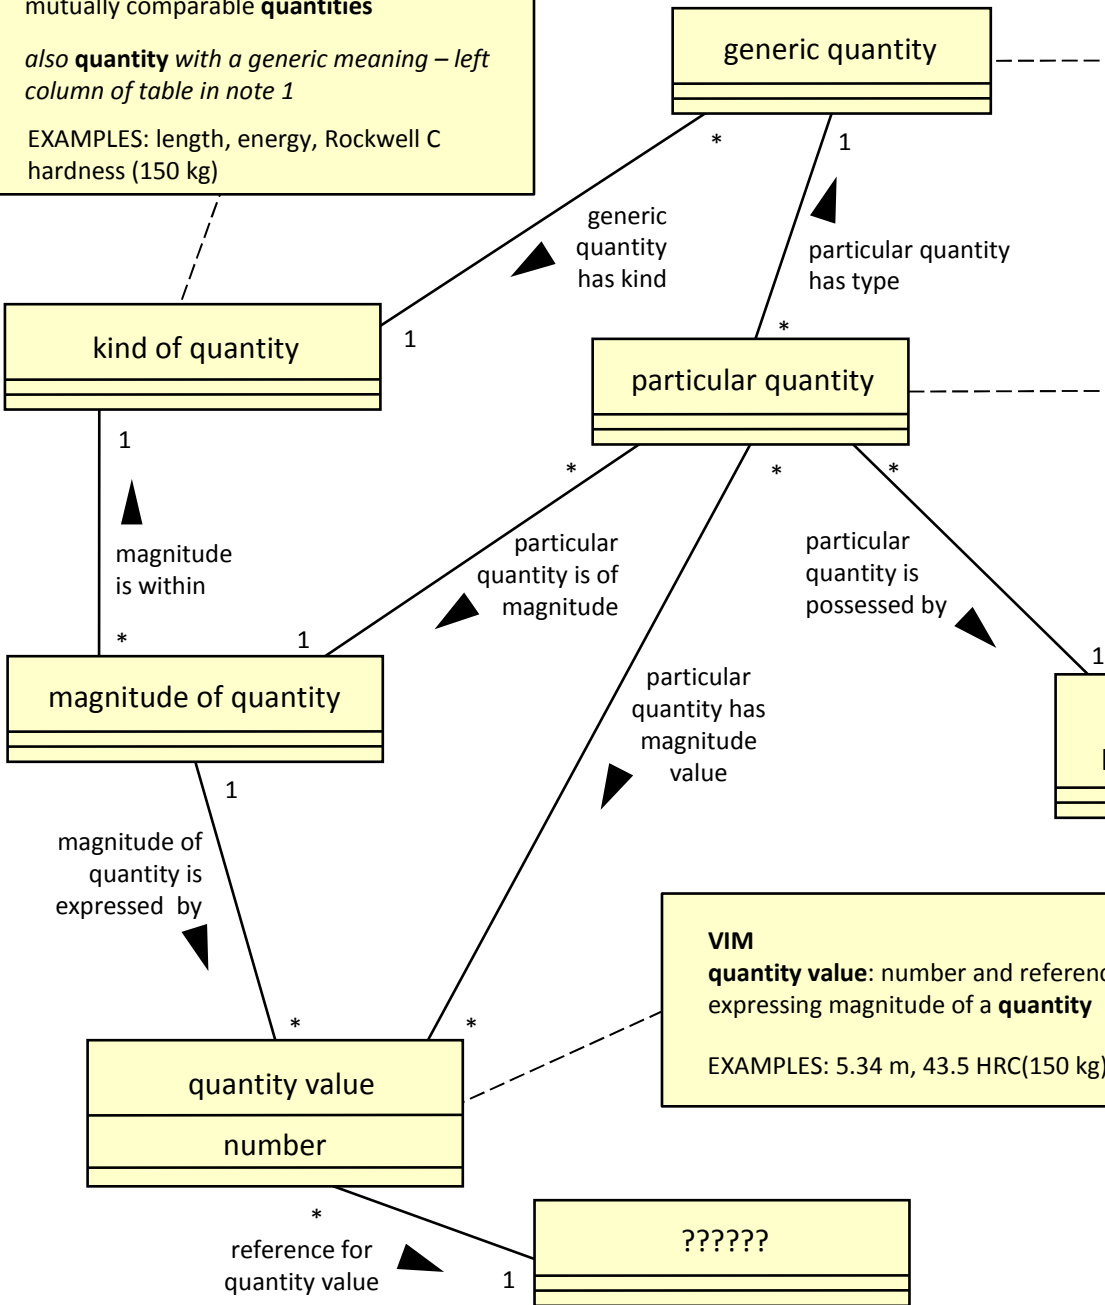 mutually comparable quantities
also quantity with a generic meaning – left
column of table in note 1
EXAMPLES: length, energy, Rockwell C
hardness (150 kg)
generic quantity
*
1
generic
quantity
has kind
particular quantity
has type
1
*
kind of quantity
particular quantity
1
*
*
*
magnitude
is within
particular
quantity is of
magnitude
particular
quantity is
possessed by
*
1
1
magnitude of quantity
particular
quantity has
magnitude
value
1
magnitude of
quantity is
expressed by
VIM
quantity value: number and referenc
expressing magnitude of a quantity
EXAMPLES: 5.34 m, 43.5 HRC(150 kg)
*
*
quantity value
number
*
reference for
quantity value
1
??????